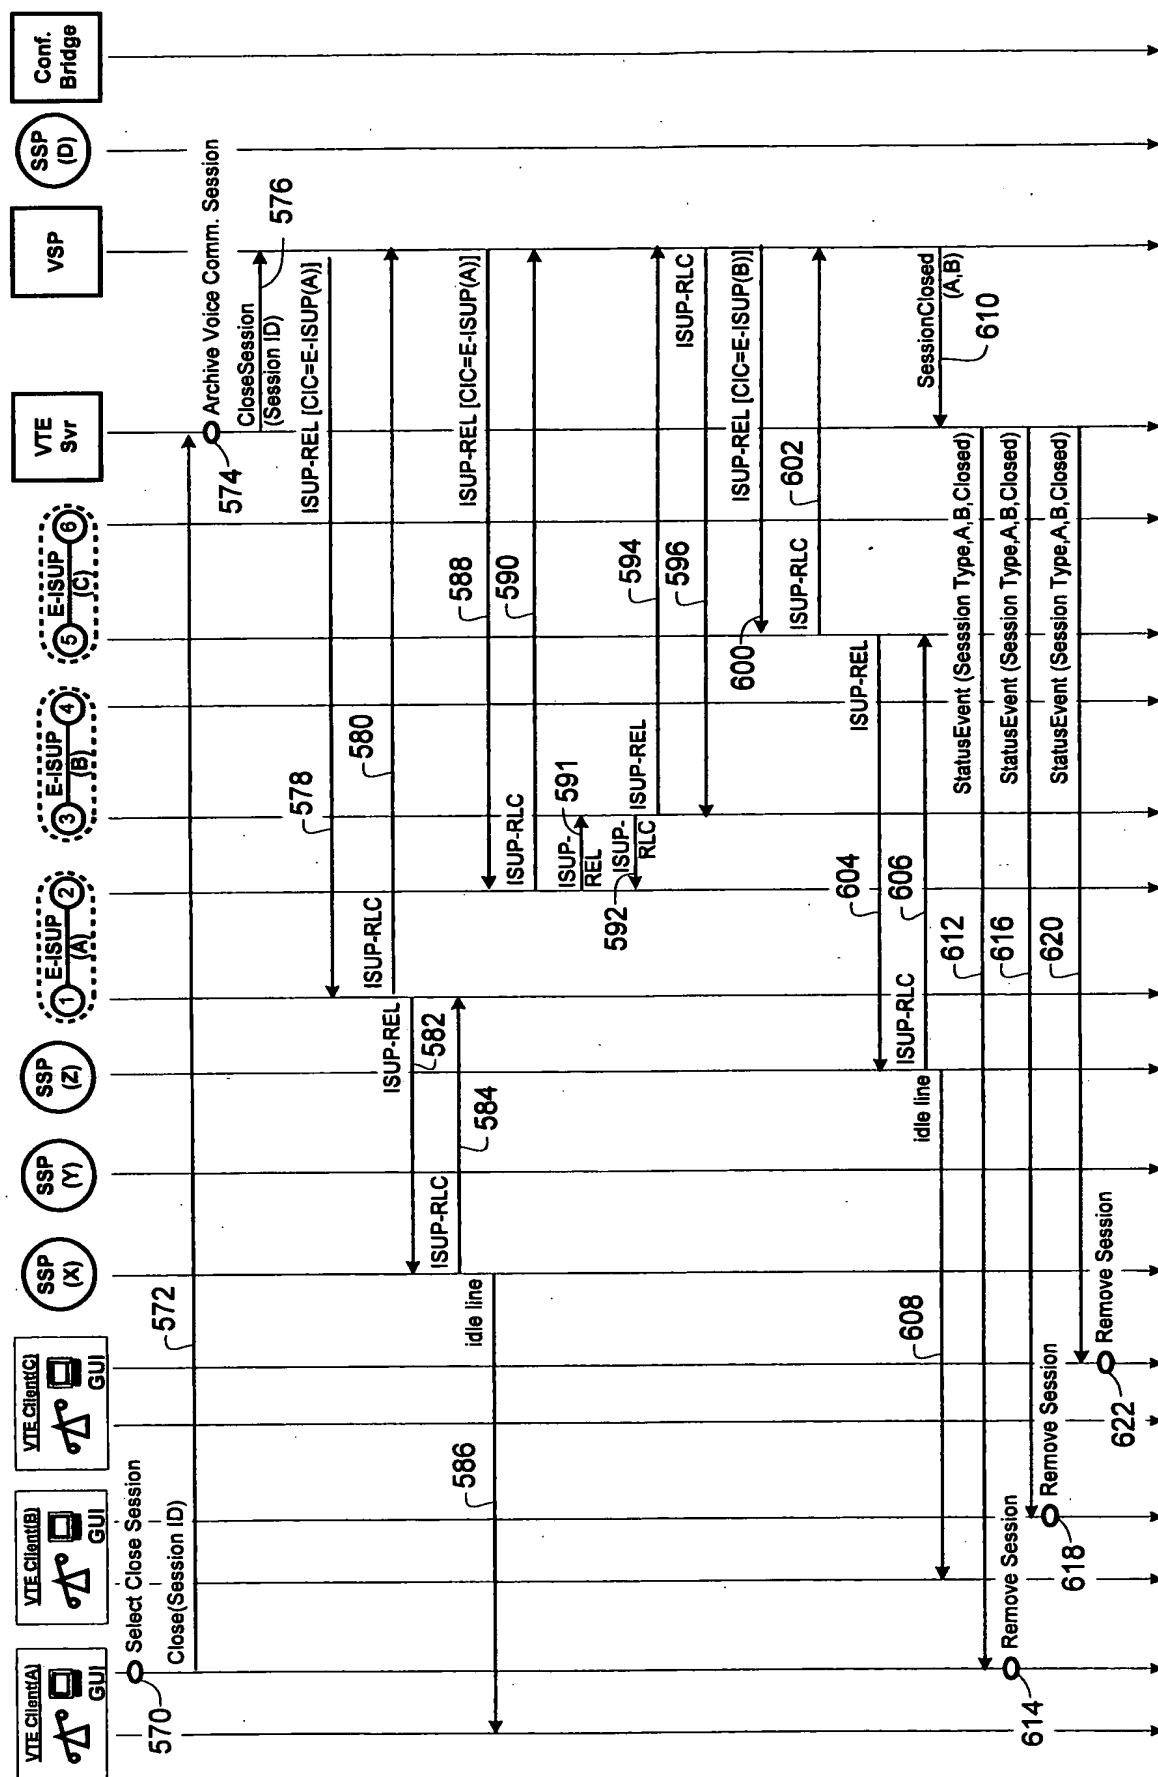 VTE Client(A)
GUI
VTE Client(B)
GUI
VTE Client(C)
GUI
SSP
(X)
SSP
(Y)
SSP
(Z)
1
E-ISUP
(A)
2
3
E-ISUP
(B)
4
5
E-ISUP
(C)
6
VTE
Svr
VSP
SSP
(D)
Conf.
Bridge
Select Close Session
570
Close(Session ID)
572
Archive Voice Comm. Session
574
CloseSession
(Session ID)
576
ISUP-REL [CIC=E-ISUP(A)]
578
ISUP-RLC
580
ISUP-REL
582
ISUP-RLC
584
idle line
586
ISUP-REL [CIC=E-ISUP(A)]
588
ISUP-RLC
590
ISUP-
REL
591
ISUP-
RLC
592
ISUP-REL
594
ISUP-RLC
596
ISUP-REL [CIC=E-ISUP(B)]
600
ISUP-RLC
602
ISUP-REL
604
ISUP-RLC
606
idle line
608
SessionClosed
(A,B)
610
StatusEvent (Sesssion Type,A,B,Closed)
612
Remove Session
614
StatusEvent (Session Type,A,B,Closed)
616
Remove Session
618
StatusEvent (Session Type,A,B,Closed)
620
Remove Session
622